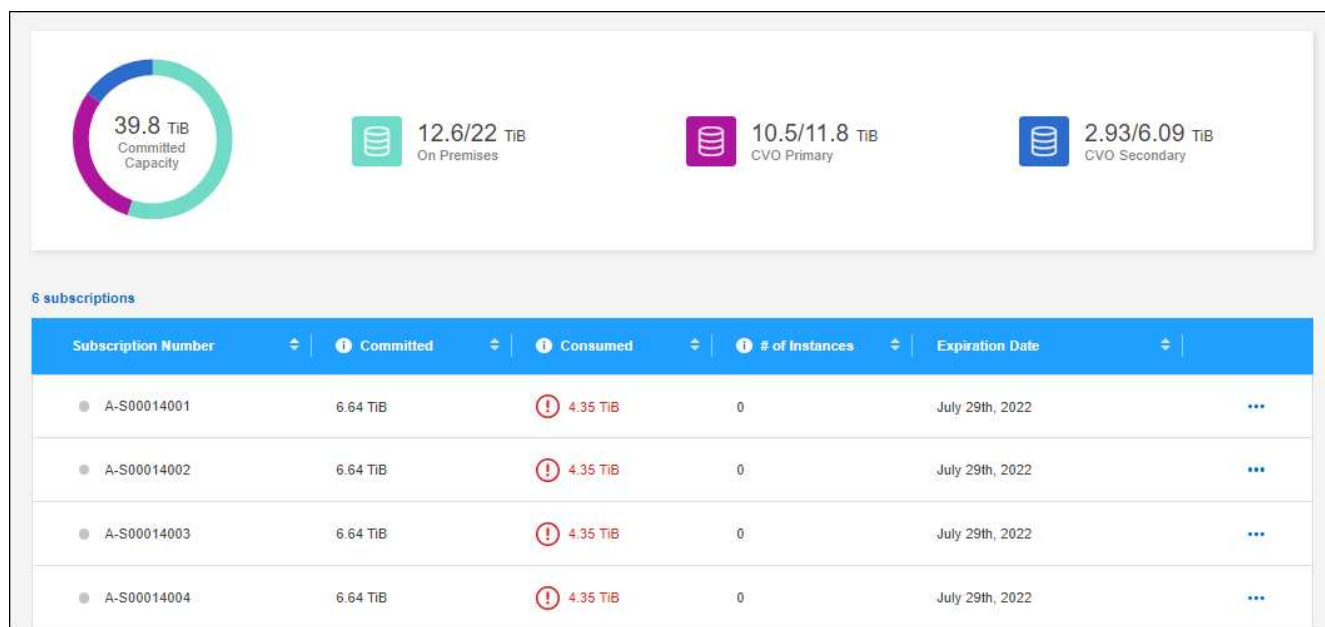 39.8 TiB
Committed
Capacity
12.6/22 TiB
On Premises
10.5/11.8 TiB
CVO Primary
2.93/6.09 TiB
CVO Secondary
6 subscriptions
Subscription Number Committed Consumed # of Instances Expiration Date
A-S00014001 6.64 TiB 4.35 TiB 0 July 29th, 2022
A-S00014002 6.64 TiB 4.35 TiB 0 July 29th, 2022
A-S00014003 6.64 TiB 4.35 TiB 0 July 29th, 2022
A-S00014004 6.64 TiB 4.35 TiB 0 July 29th, 2022